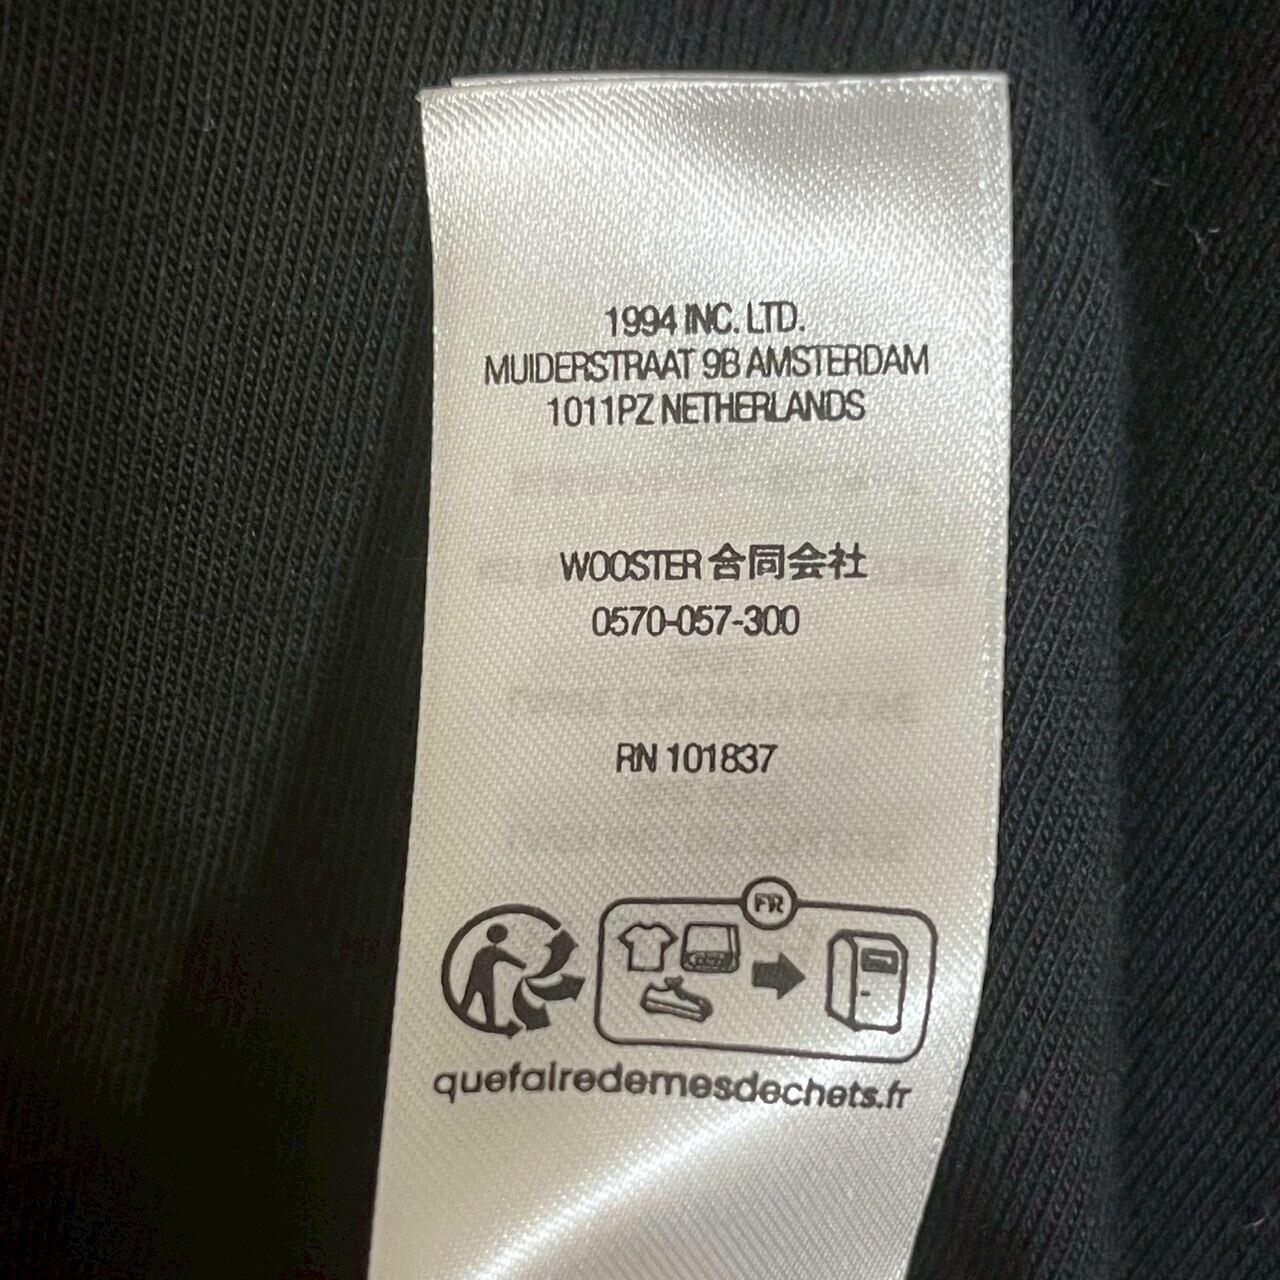 1994 INC. LTD.
MUIDERSTRAAT 9B AMSTERDAM
1011PZ NETHERLANDS
WOOSTER 合同会社
0570-057-300
RN 101837
FR
quefairedemesdechets.fr